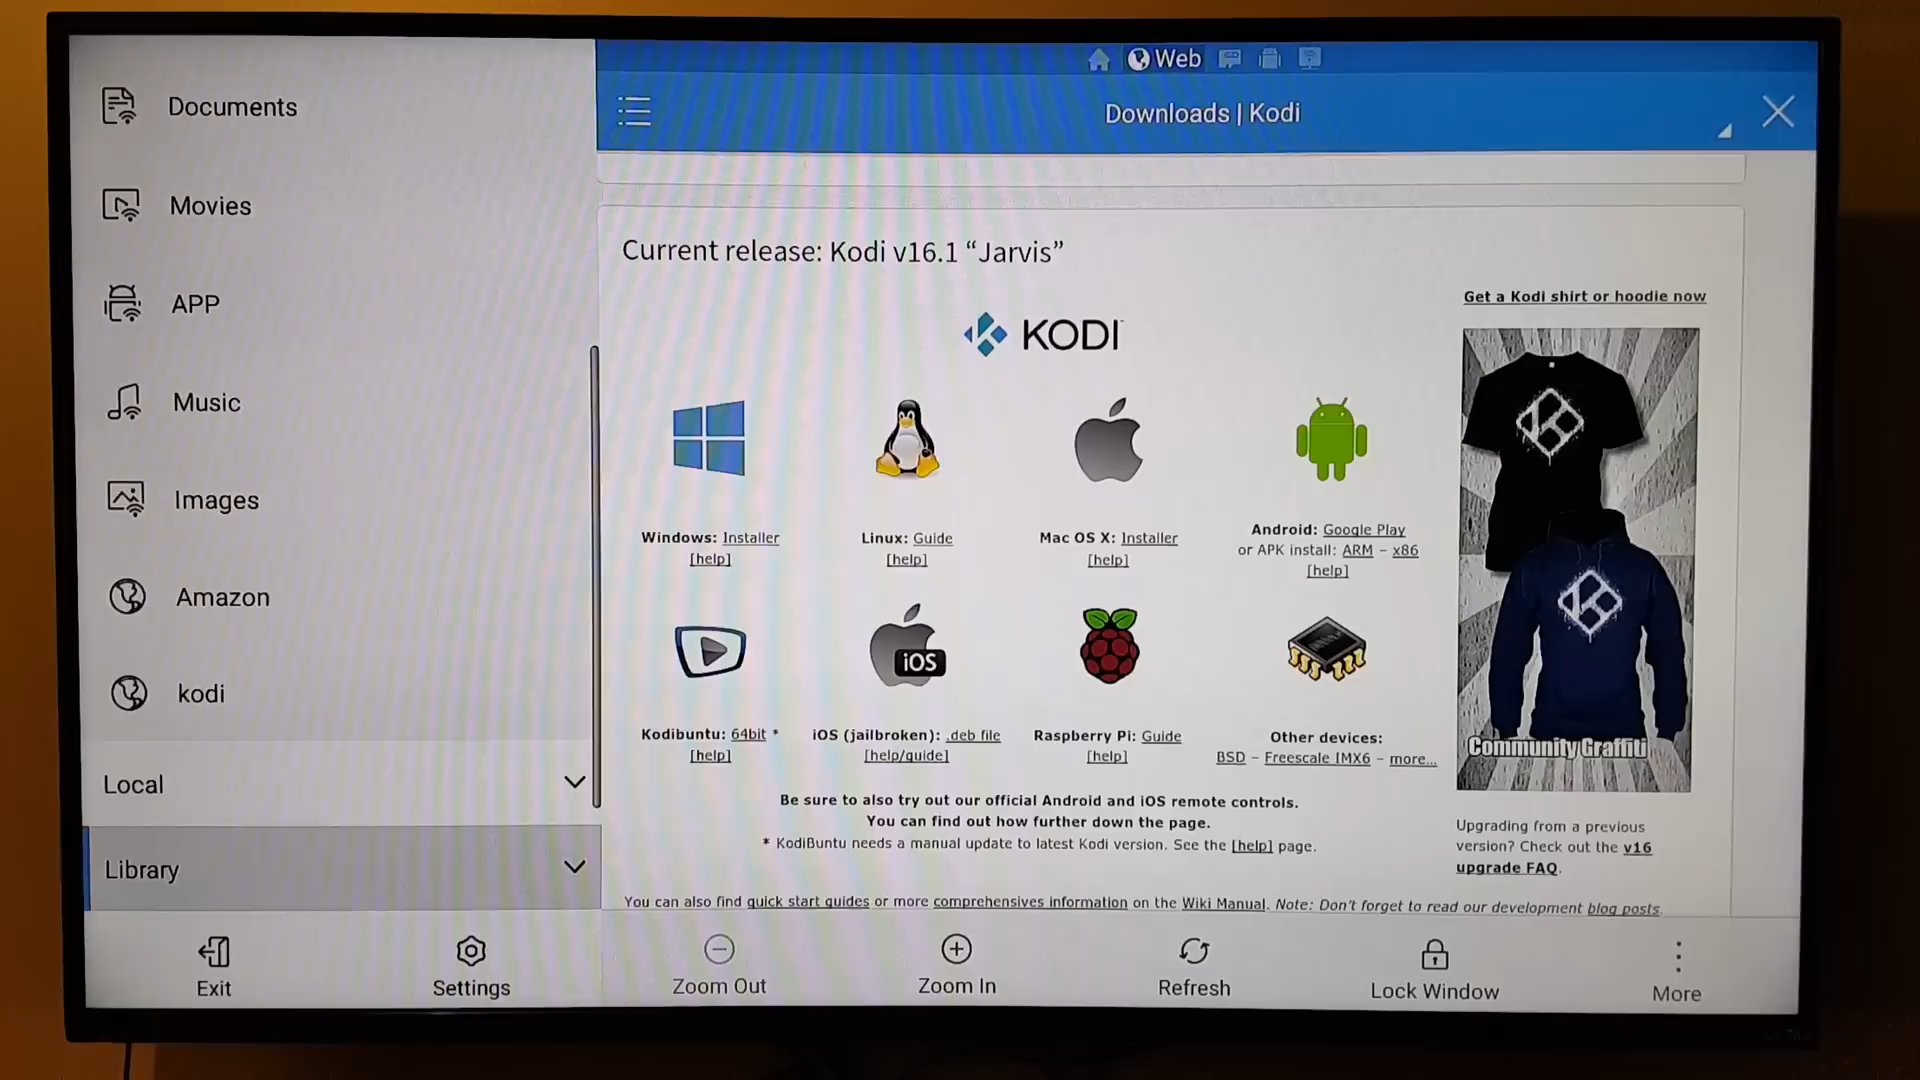 Documents
Movies
APP
Music
Images
Amazon
kodi
Local
Library
Exit
Settings
Web
Downloads | Kodi
Current release: Kodi v16.1 “Jarvis”
KODI
Get a Kodi shirt or hoodie now
Windows: Installer
[help]
Linux: Guide
[help]
Mac OS X: Installer
[help]
Android: Google Play
or APK install: ARM – x86
[help]
iOS
Kodibuntu: 64bit *
[help]
iOS (jailbroken): .deb file
[help/guide]
Raspberry Pi: Guide
[help]
Other devices:
BSD – Freescale IMX6 – more...
Community Graffiti
Be sure to also try out our official Android and iOS remote controls.
You can find out how further down the page.
* KodiBuntu needs a manual update to latest Kodi version. See the [help] page.
Upgrading from a previous
version? Check out the v16
upgrade FAQ.
You can also find quick start guides or more comprehensives information on the Wiki Manual. Note: Don’t forget to read our development blog posts.
Zoom Out
Zoom In
Refresh
Lock Window
More